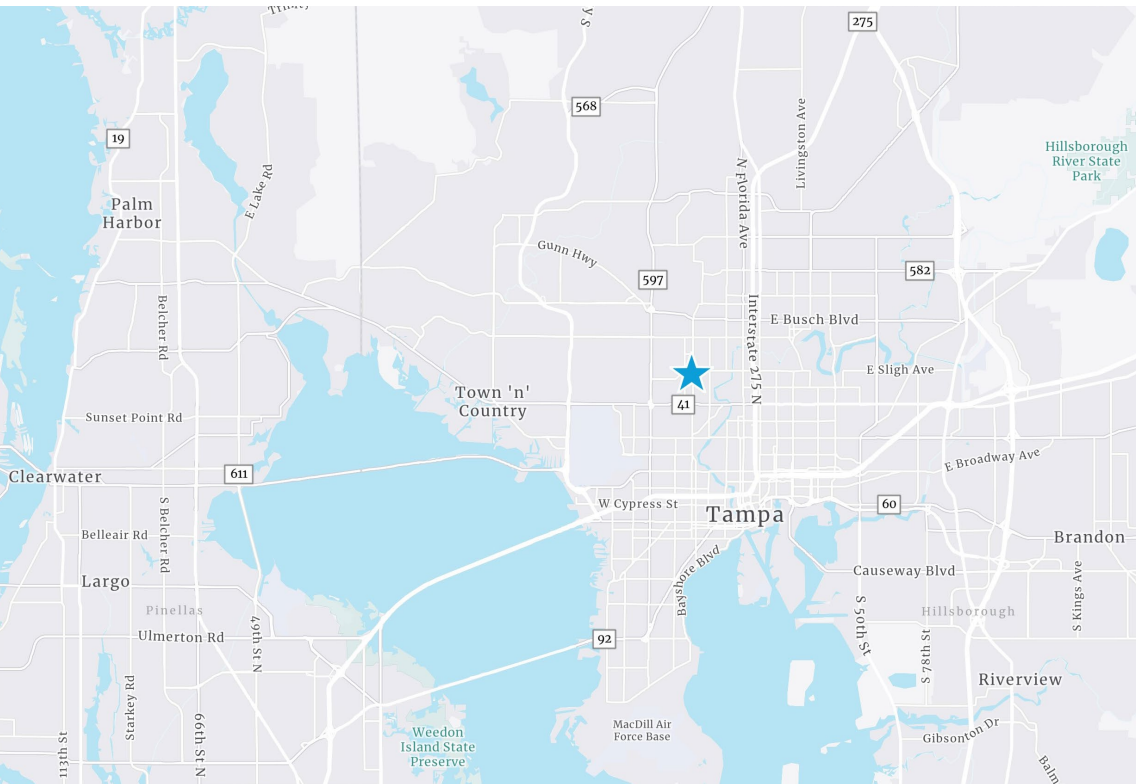 Trinity
y S
275
568
19
Livingston Ave
Hillsborough
River State
Park
N Florida Ave
E Lake Rd
Palm
Harbor
Gunn Hwy
597
582
Belcher Rd
Interstate 275 N
E Busch Blvd
E Sligh Ave
Town 'n'
Country
41
Sunset Point Rd
E Broadway Ave
Clearwater
611
W Cypress St
60
Tampa
S Belcher Rd
Belleair Rd
Brandon
Bayshore Blvd
Causeway Blvd
Largo
S Kings Ave
Pinellas
Hillsborough
Ulmerton Rd
49th St N
92
S 50th St
S 78th St
Riverview
Starkey Rd
MacDill Air
Force Base
66th St N
Weedon
Island State
Preserve
Gibsonton Dr
113th St
Balm